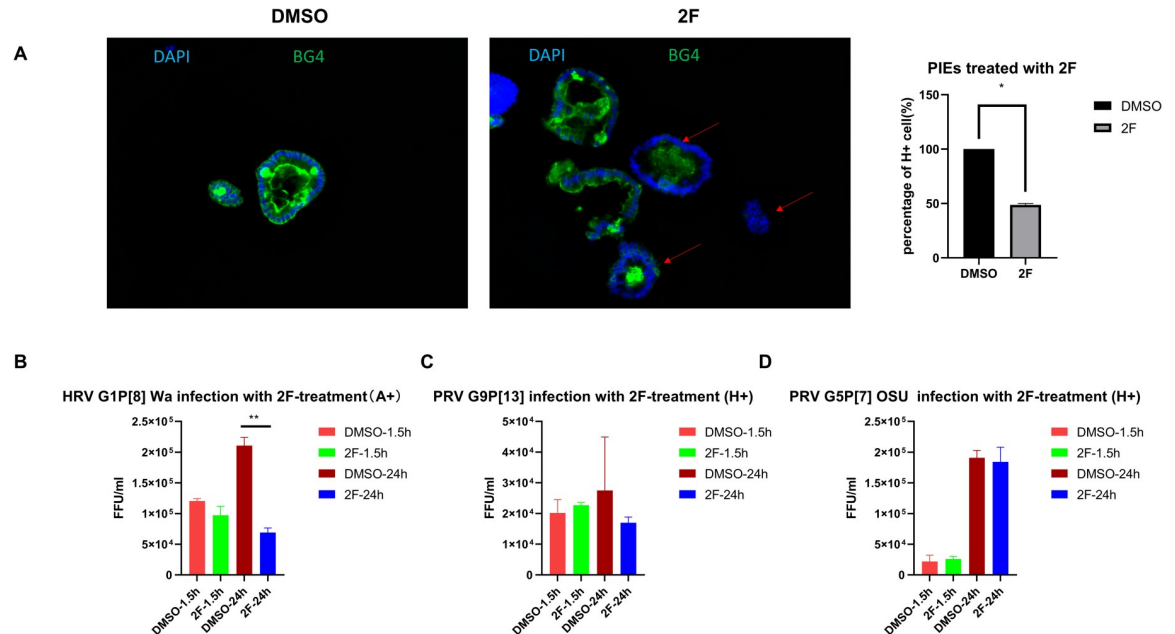 DMSO
2F
A
DAPI BG4
DAPI BG4
PIEs treated with 2F
percentage of H+ cell(%)
150
100
50
0
*
DMSO 2F
DMSO
2F
B
HRV G1P[8] Wa infection with 2F-treatment（A+）
FFU/ml
2.5×10⁵
2×10⁵
1.5×10⁵
1×10⁵
5×10⁴
0
**
DMSO-1.5h
2F-1.5h
DMSO-24h
2F-24h
DMSO-1.5h
2F-1.5h
DMSO-24h
2F-24h
C
PRV G9P[13] infection with 2F-treatment (H+)
FFU/ml
5×10⁴
4×10⁴
3×10⁴
2×10⁴
1×10⁴
0
DMSO-1.5h
2F-1.5h
DMSO-24h
2F-24h
DMSO-1.5h
2F-1.5h
DMSO-24h
2F-24h
D
PRV G5P[7] OSU infection with 2F-treatment (H+)
FFU/ml
2.5×10⁵
2×10⁵
1.5×10⁵
1×10⁵
5×10⁴
0
DMSO-1.5h
2F-1.5h
DMSO-24h
2F-24h
DMSO-1.5h
2F-1.5h
DMSO-24h
2F-24h